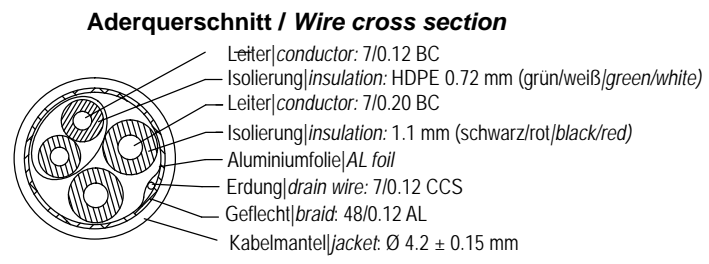 Aderquerschnitt / Wire cross section
Leiter|conductor: 7/0.12 BC
Isolierung|insulation: HDPE 0.72 mm (grün/weiß|green/white)
Leiter|conductor: 7/0.20 BC
Isolierung|insulation: 1.1 mm (schwarz/rot|black/red)
Aluminiumfolie|AL foil
Erdung|drain wire: 7/0.12 CCS
Geflecht|braid: 48/0.12 AL
Kabelmantel|jacket: Ø 4.2 ± 0.15 mm